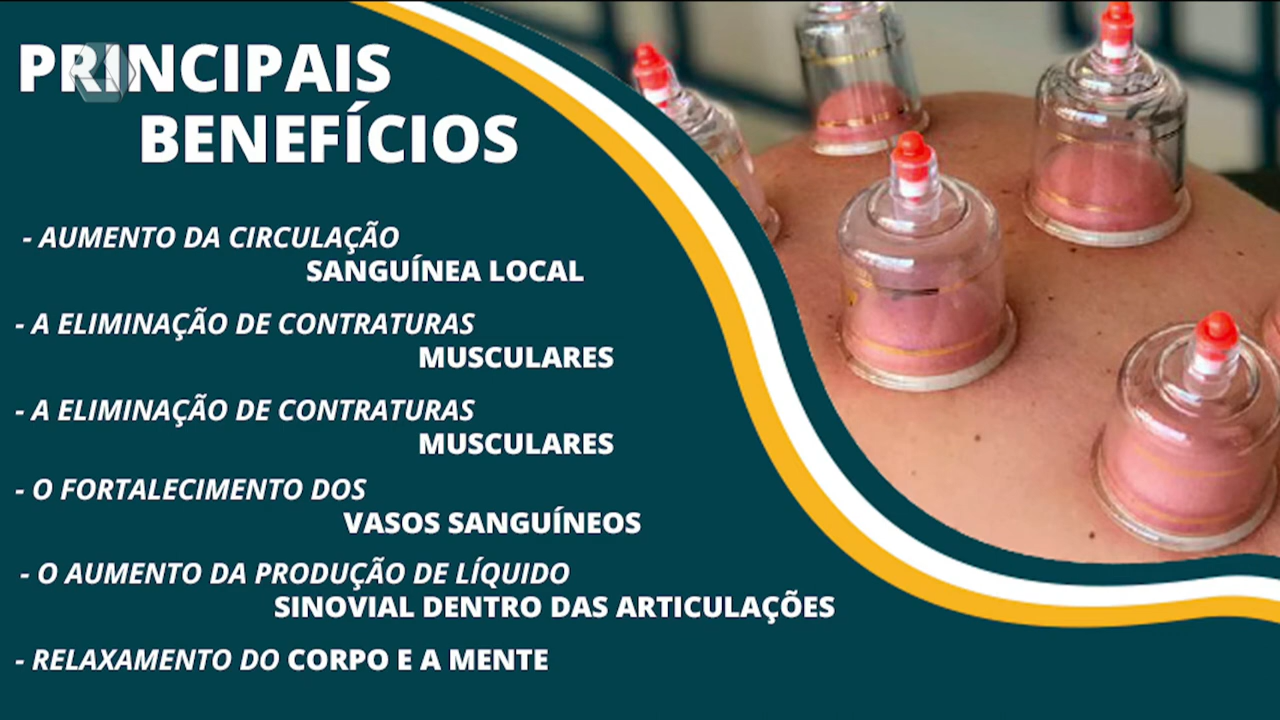 PRINCIPAIS
BENEFÍCIOS
- AUMENTO DA CIRCULAÇÃO
SANGUÍNEA LOCAL
- A ELIMINAÇÃO DE CONTRATURAS
MUSCULARES
- A ELIMINAÇÃO DE CONTRATURAS
MUSCULARES
- O FORTALECIMENTO DOS
VASOS SANGUÍNEOS
- O AUMENTO DA PRODUÇÃO DE LÍQUIDO
SINOVIAL DENTRO DAS ARTICULAÇÕES
- RELAXAMENTO DO CORPO E A MENTE